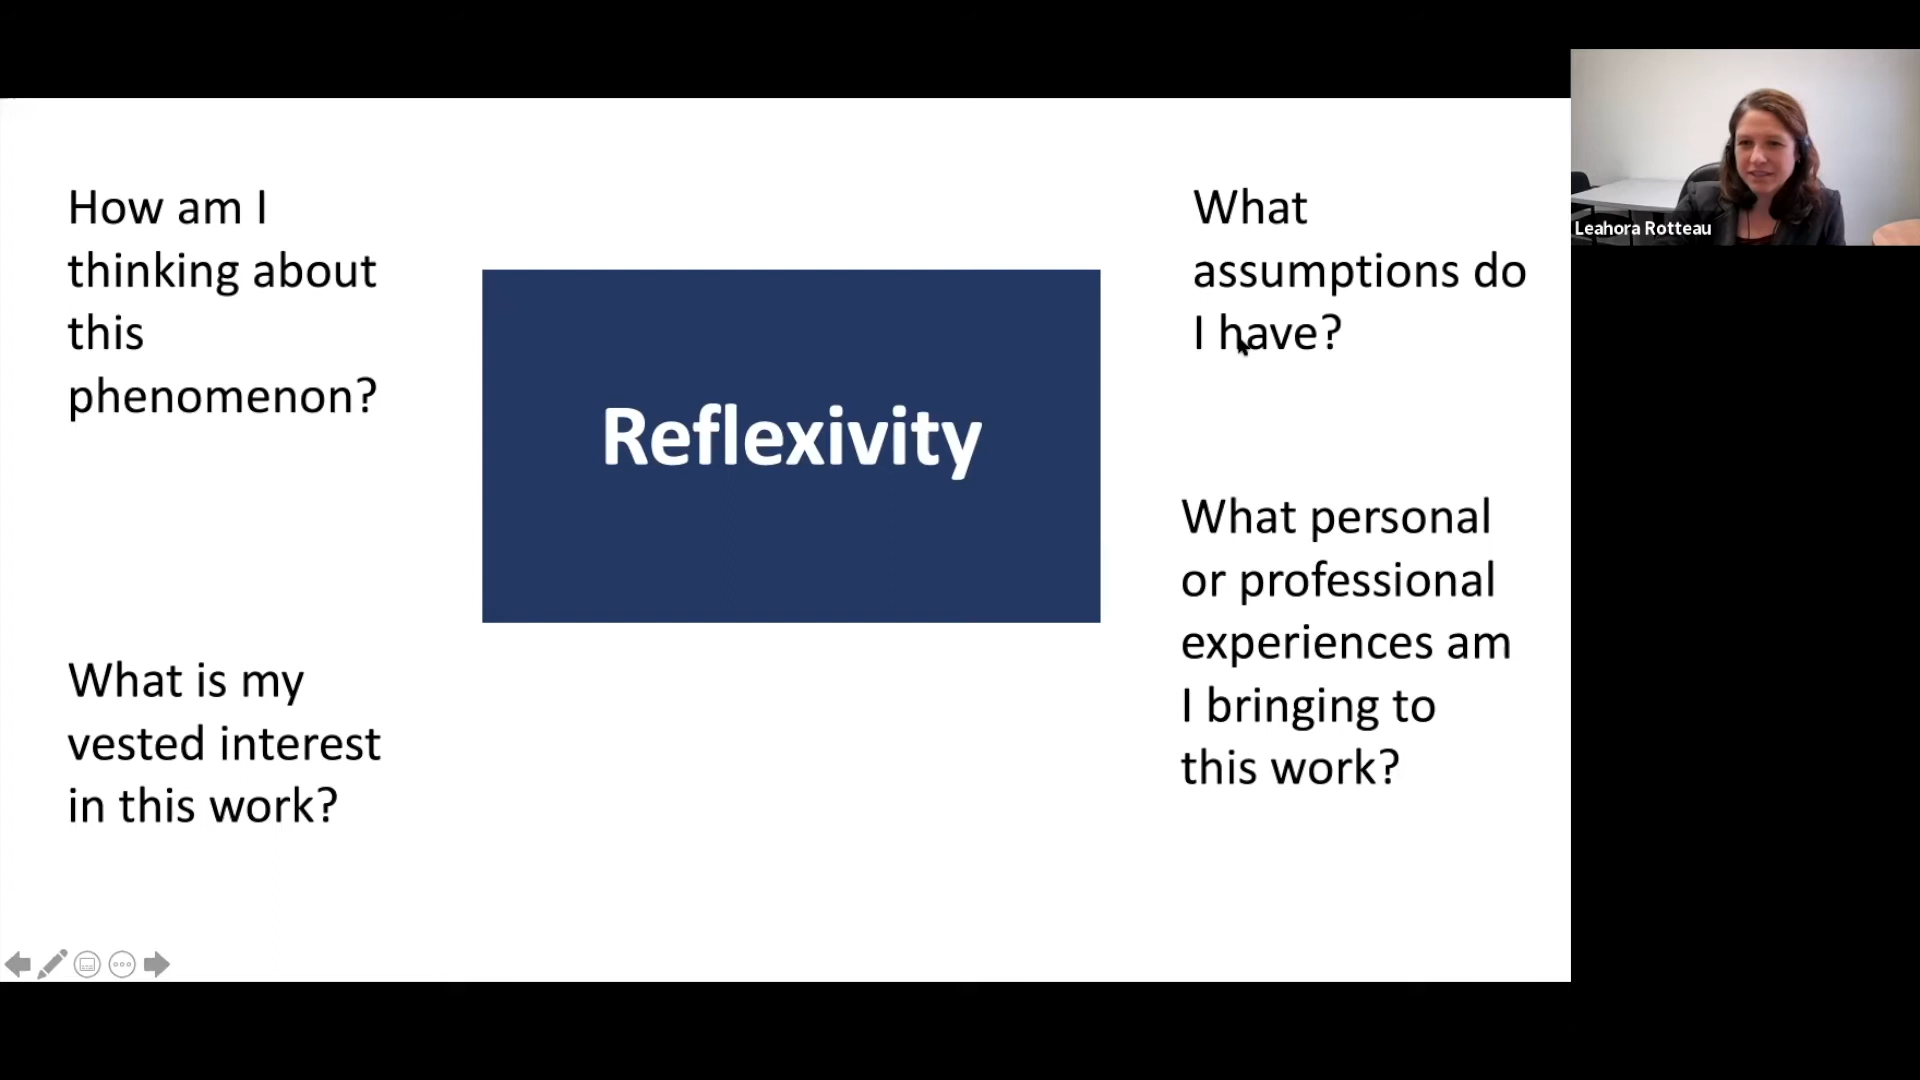 How am I
thinking about
this
phenomenon?
What is my
vested interest
in this work?
Reflexivity
What
assumptions do
I have?
What personal
or professional
experiences am
I bringing to
this work?
Leahora Rotteau